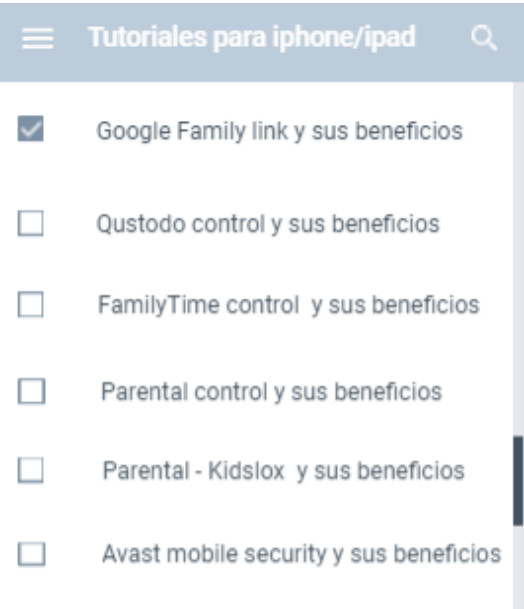 Tutoriales para iphone/ipad
Google Family link y sus beneficios
Qustodo control y sus beneficios
FamilyTime control y sus beneficios
Parental control y sus beneficios
Parental - Kidslox y sus beneficios
Avast mobile security y sus beneficios